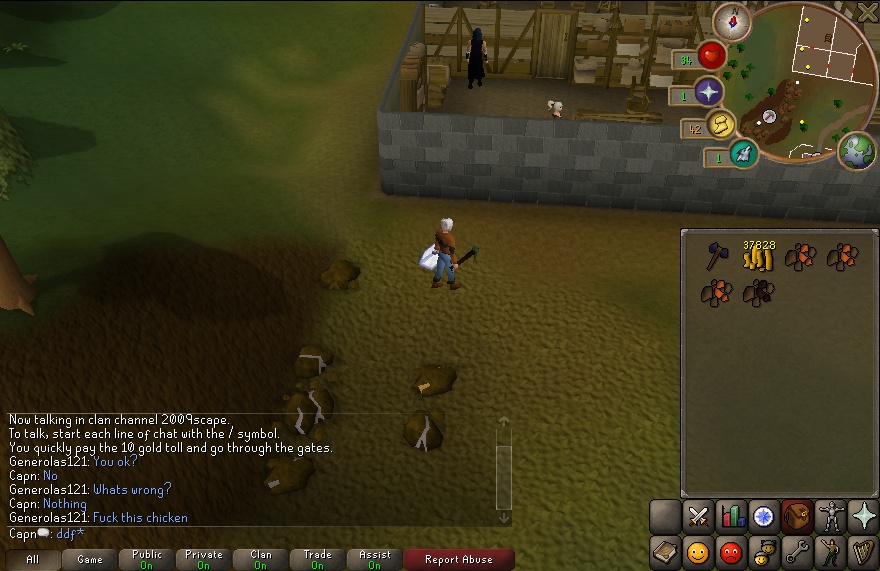 N
34
1
42
1
37828
Now talking in clan channel 2009scape.
To talk, start each line of chat with the / symbol.
You quickly pay the 10 gold toll and go through the gates.
Generolas121: You ok?
Capn: No
Generolas121: Whats wrong?
Capn: Nothing
Generolas121: Fuck this chicken
Capn: ddf*
All Game Public On Private On Clan On Trade On Assist On Report Abuse